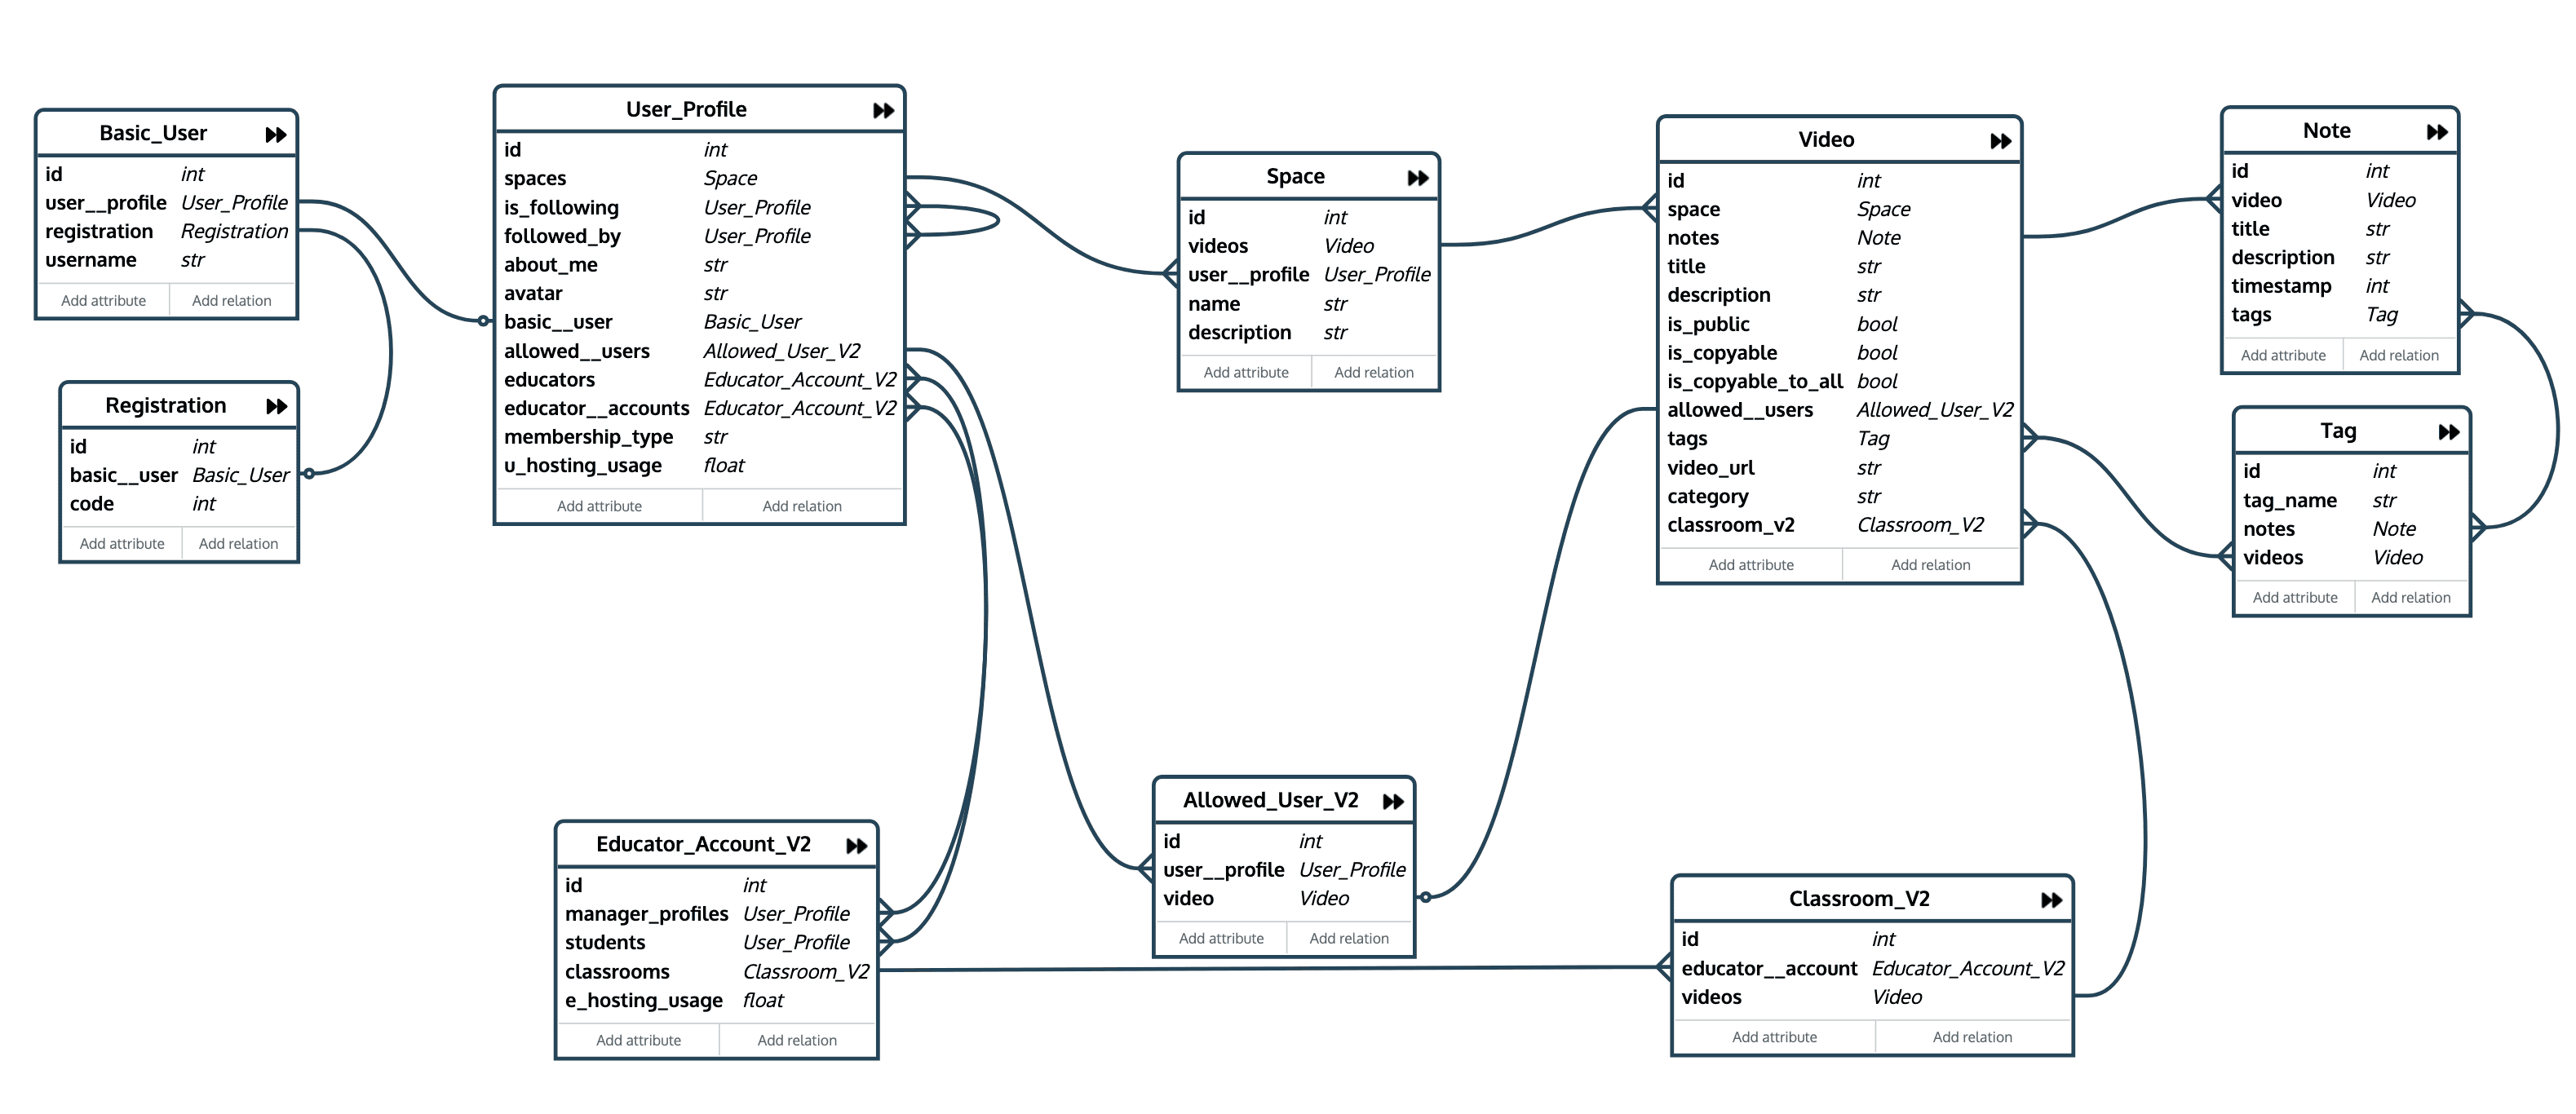 Basic_User
id int
user__profile User_Profile
registration Registration
username str
Add attribute Add relation
Registration
id int
basic__user Basic_User
code int
Add attribute Add relation
User_Profile
id int
spaces Space
is_following User_Profile
followed_by User_Profile
about_me str
avatar str
basic__user Basic_User
allowed__users Allowed_User_V2
educators Educator_Account_V2
educator__accounts Educator_Account_V2
membership_type str
u_hosting_usage float
Add attribute Add relation
Space
id int
videos Video
user__profile User_Profile
name str
description str
Add attribute Add relation
Video
id int
space Space
notes Note
title str
description str
is_public bool
is_copyable bool
is_copyable_to_all bool
allowed__users Allowed_User_V2
tags Tag
video_url str
category str
classroom_v2 Classroom_V2
Add attribute Add relation
Note
id int
video Video
title str
description str
timestamp int
tags Tag
Add attribute Add relation
Tag
id int
tag_name str
notes Note
videos Video
Add attribute Add relation
Educator_Account_V2
id int
manager_profiles User_Profile
students User_Profile
classrooms Classroom_V2
e_hosting_usage float
Add attribute Add relation
Allowed_User_V2
id int
user__profile User_Profile
video Video
Add attribute Add relation
Classroom_V2
id int
educator__account Educator_Account_V2
videos Video
Add attribute Add relation